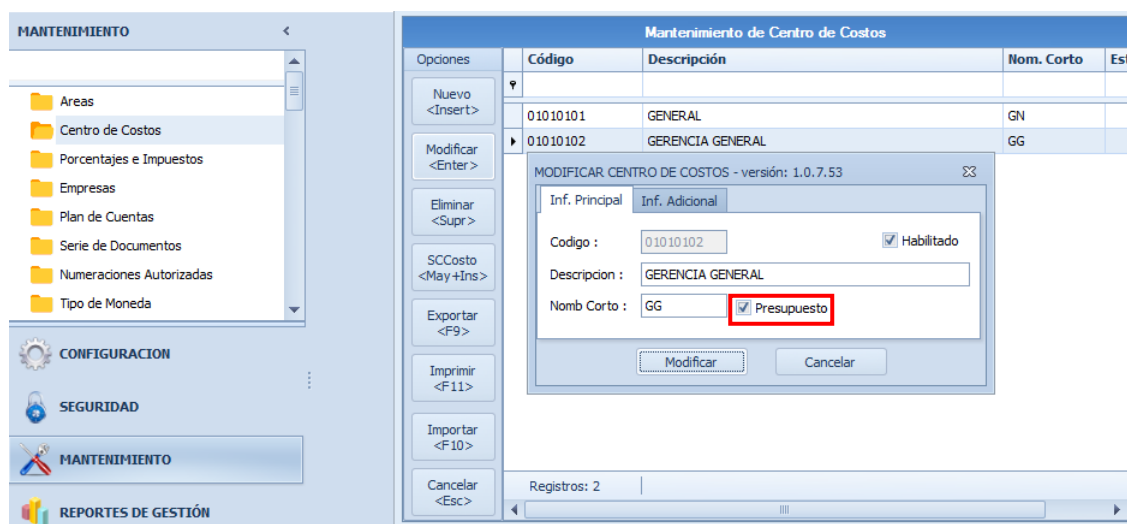 MANTENIMIENTO <
Areas
Centro de Costos
Porcentajes e Impuestos
Empresas
Plan de Cuentas
Serie de Documentos
Numeraciones Autorizadas
Tipo de Moneda
CONFIGURACION
SEGURIDAD
MANTENIMIENTO
REPORTES DE GESTIÓN
Mantenimiento de Centro de Costos
Opciones
Nuevo
<Insert>
Modificar
<Enter>
Eliminar
<Supr>
SCCosto
<May+Ins>
Exportar
<F9>
Imprimir
<F11>
Importar
<F10>
Cancelar
<Esc>
Código Descripción Nom. Corto Est
01010101 GENERAL GN
01010102 GERENCIA GENERAL GG
MODIFICAR CENTRO DE COSTOS - versión: 1.0.7.53
Inf. Principal Inf. Adicional
Codigo : 01010102 Habilitado
Descripcion : GERENCIA GENERAL
Nomb Corto : GG Presupuesto
Modificar Cancelar
Registros: 2